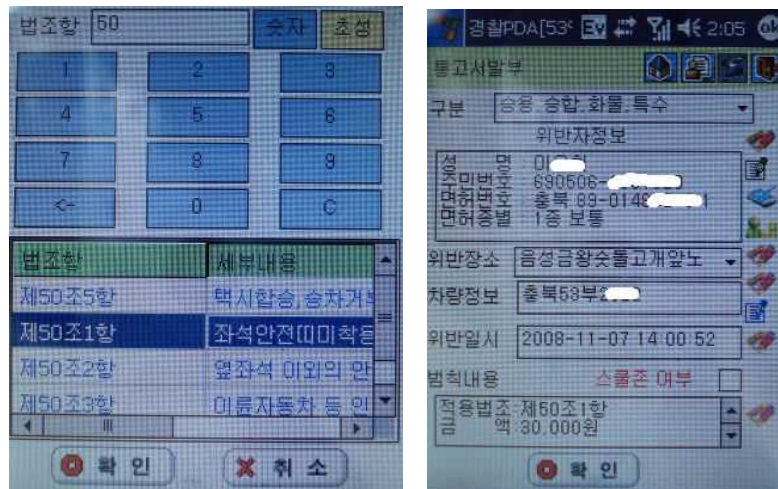 법조항 50 숫자 초성
1 2 3
4 5 6
7 8 9
<- 0 C
법조항 세부내용
제50조5항 택시합승,승차거부
제50조1항 좌석안전띠미착용
제50조2항 옆좌석 이외의 안
제50조3항 이륜자동차 등 인
확 인 취 소
경찰PDA[53 Ev 2:05 ok
통고서발부
구분 승용,승합,화물,특수
위반자정보
성 명 :
주민번호 : 690506-
면허번호 : 충북 89-014
면허종별 : 1종 보통
위반장소 음성금왕숯돌고개앞노
차량정보 충북53부2
위반일시 2008-11-07 14:00:52
범칙내용 스쿨존 여부
적용법조:제50조1항
금 액:30,000원
확 인